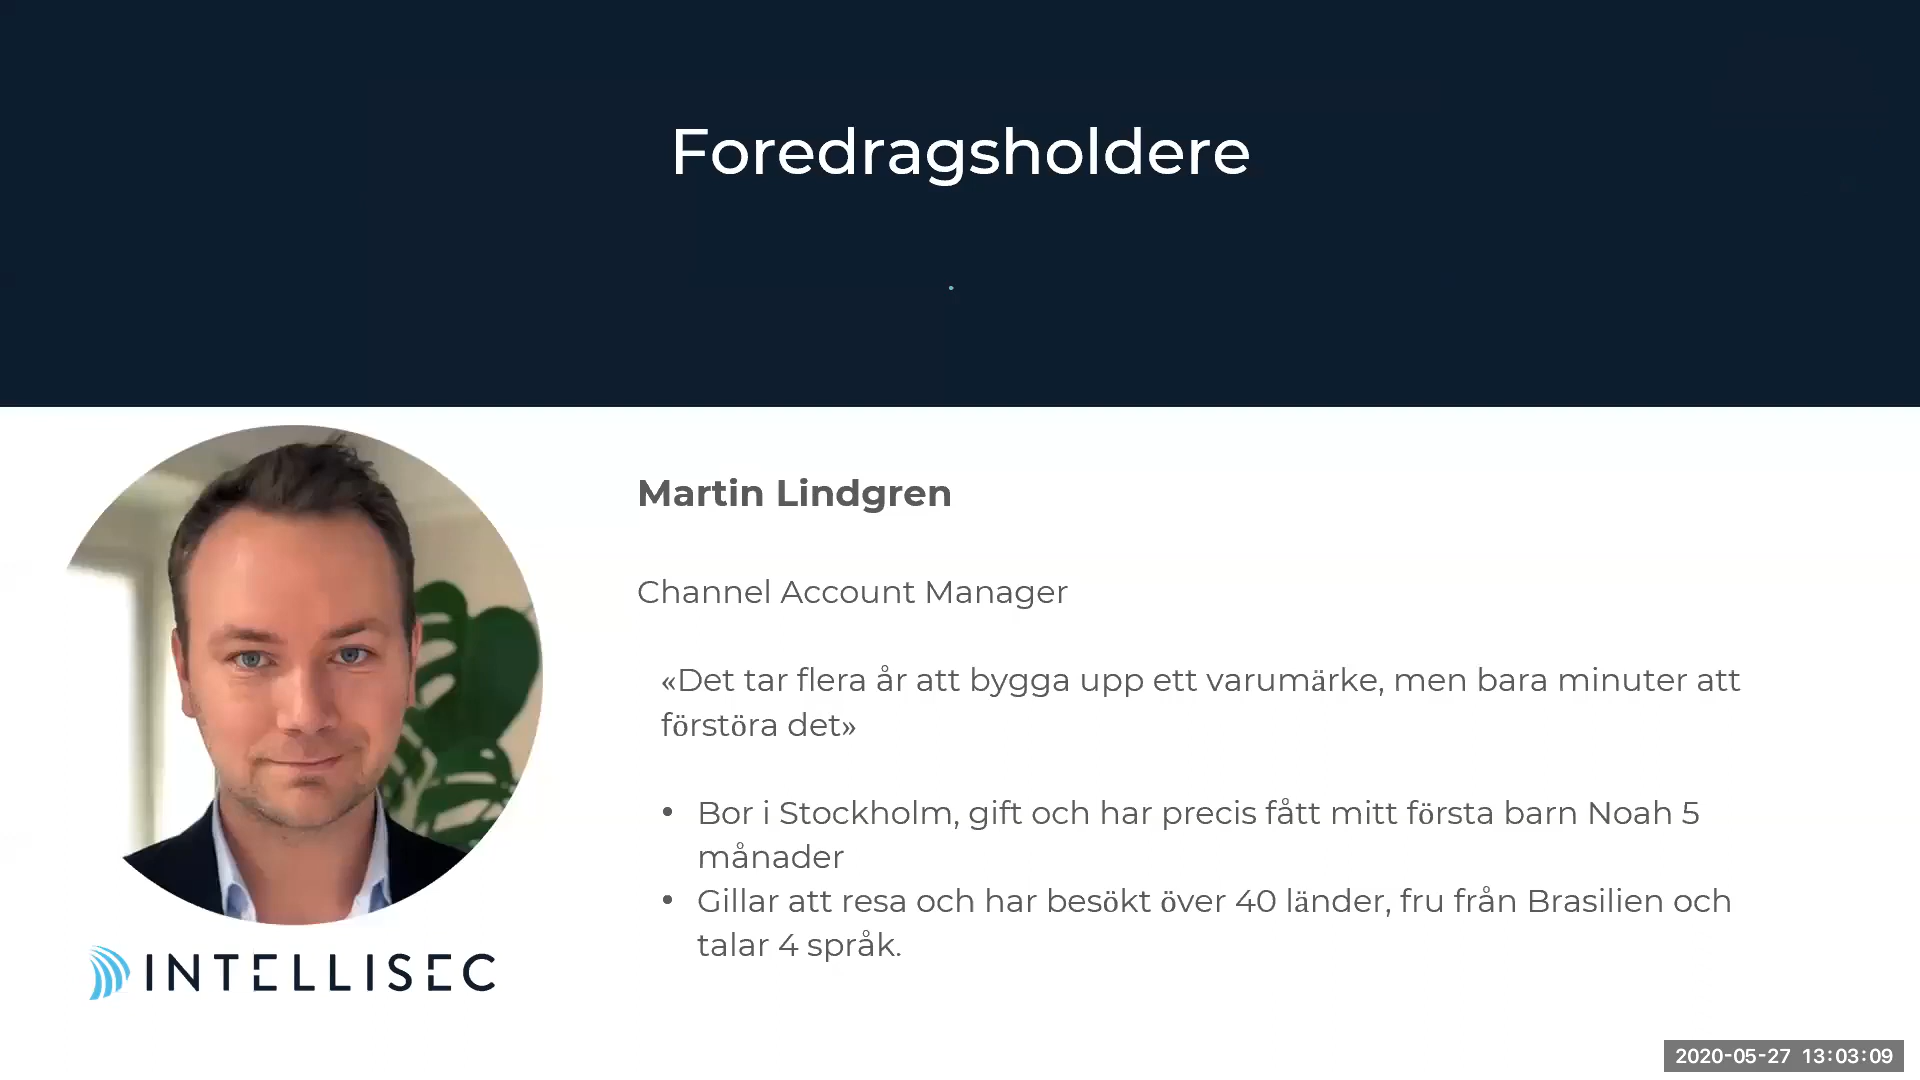 Foredragsholdere
Martin Lindgren
Channel Account Manager
«Det tar flera år att bygga upp ett varumärke, men bara minuter att
förstöra det»
• Bor i Stockholm, gift och har precis fått mitt första barn Noah 5
månader
• Gillar att resa och har besökt över 40 länder, fru från Brasilien och
talar 4 språk.
INTELLISEC
2020-05-27 13:03:09